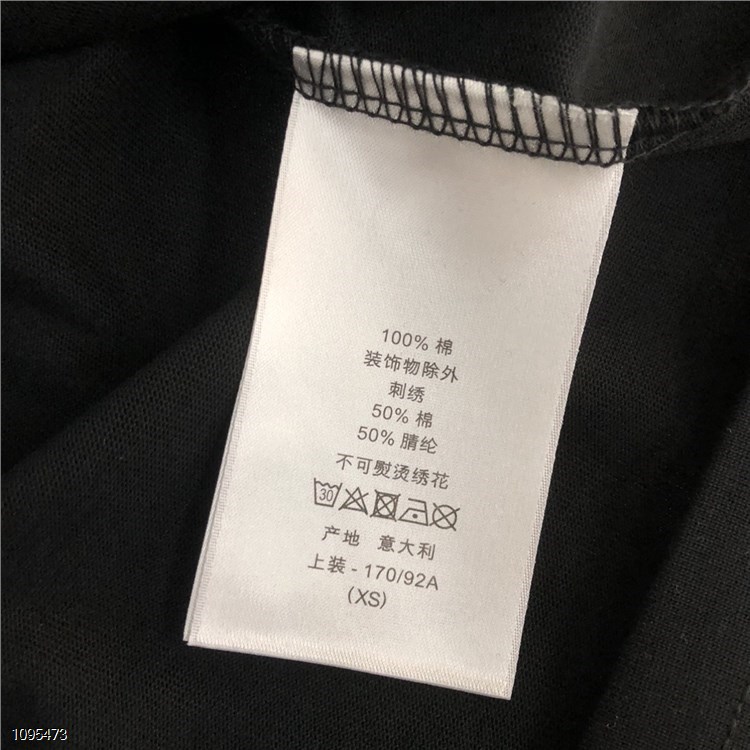 100% 棉
装饰物除外
刺绣
50% 棉
50% 腈纶
不可熨烫绣花
30
产地 意大利
上装 - 170/92A
(XS)
1095473